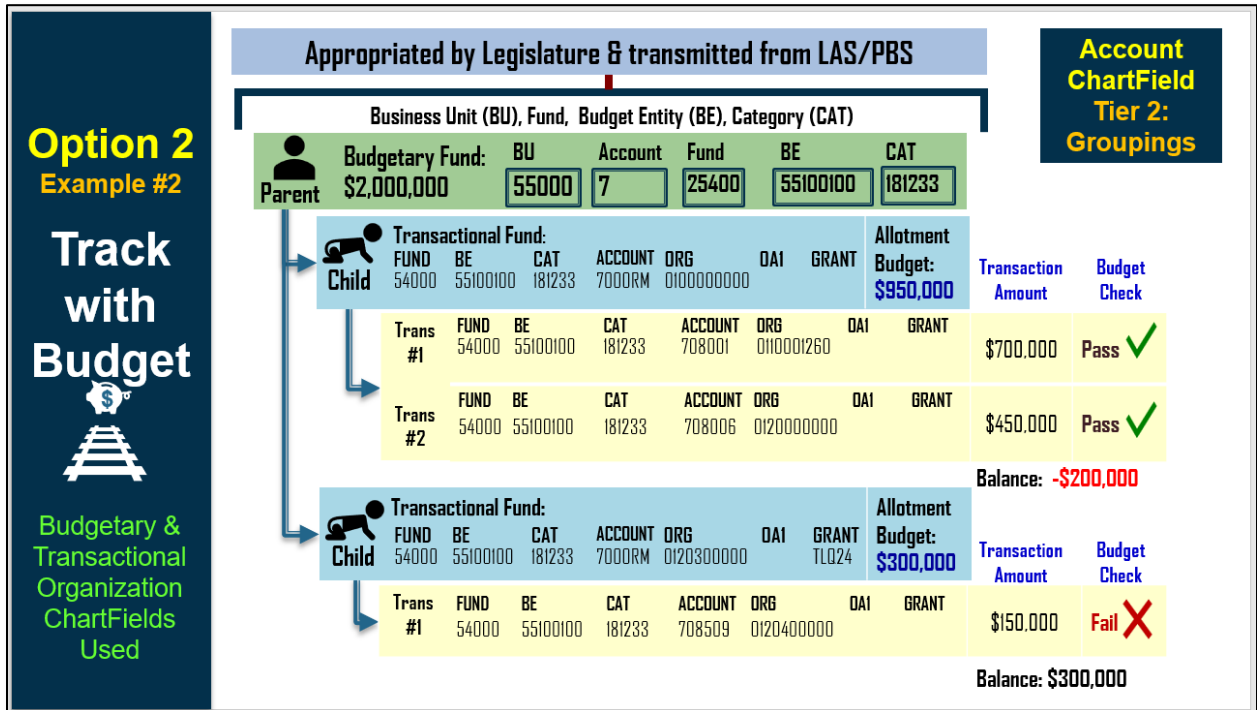 Option 2
Example #2
Track
with
Budget
$
Budgetary &
Transactional
Organization
ChartFields
Used
Appropriated by Legislature & transmitted from LAS/PBS
Account
ChartField
Tier 2:
Groupings
Business Unit (BU), Fund, Budget Entity (BE), Category (CAT)
Parent
Budgetary Fund: BU Account Fund BE CAT
$2,000,000 55000 7 25400 55100100 181233
Child
Transactional Fund:
FUND BE CAT ACCOUNT ORG OA1 GRANT
54000 55100100 181233 7000RM 0100000000
Allotment
Budget:
$950,000
Transaction
Amount
Budget
Check
Trans
#1
FUND BE CAT ACCOUNT ORG OA1 GRANT
54000 55100100 181233 708001 0110001260
$700,000 Pass
Trans
#2
FUND BE CAT ACCOUNT ORG OA1 GRANT
54000 55100100 181233 708006 0120000000
$450,000 Pass
Balance: -$200,000
Child
Transactional Fund:
FUND BE CAT ACCOUNT ORG OA1 GRANT
54000 55100100 181233 7000RM 0120300000 TLQ24
Allotment
Budget:
$300,000
Transaction
Amount
Budget
Check
Trans
#1
FUND BE CAT ACCOUNT ORG OA1 GRANT
54000 55100100 181233 708509 0120400000
$150,000 Fail
Balance: $300,000